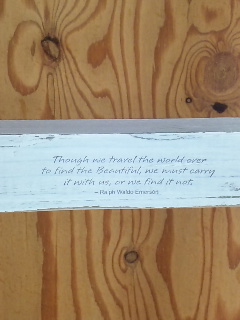 Though we travel the world over
to find the Beautiful, we must carry
it with us, or we find it not.
– Ralph Waldo Emerson